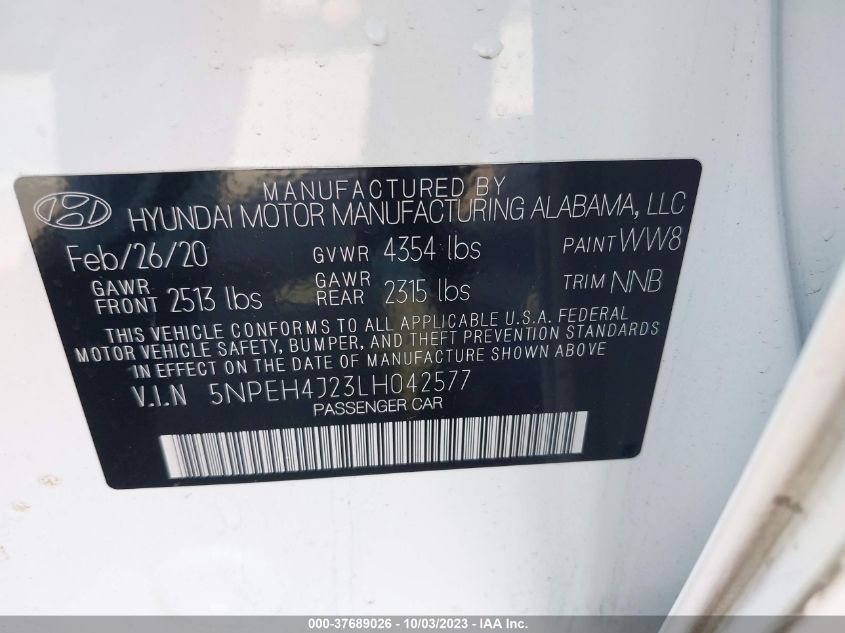 MANUFACTURED BY
HYUNDAI MOTOR MANUFACTURING ALABAMA, LLC
Feb/26/20 GVWR 4354 lbs PAINT WW8
GAWR FRONT 2513 lbs GAWR REAR 2315 lbs TRIM NNB
THIS VEHICLE CONFORMS TO ALL APPLICABLE U.S.A. FEDERAL
MOTOR VEHICLE SAFETY, BUMPER, AND THEFT PREVENTION STANDARDS
IN EFFECT ON THE DATE OF MANUFACTURE SHOWN ABOVE
V.I.N 5NPEH4J23LH042577
PASSENGER CAR
000-37689026 - 10/03/2023 - IAA Inc.